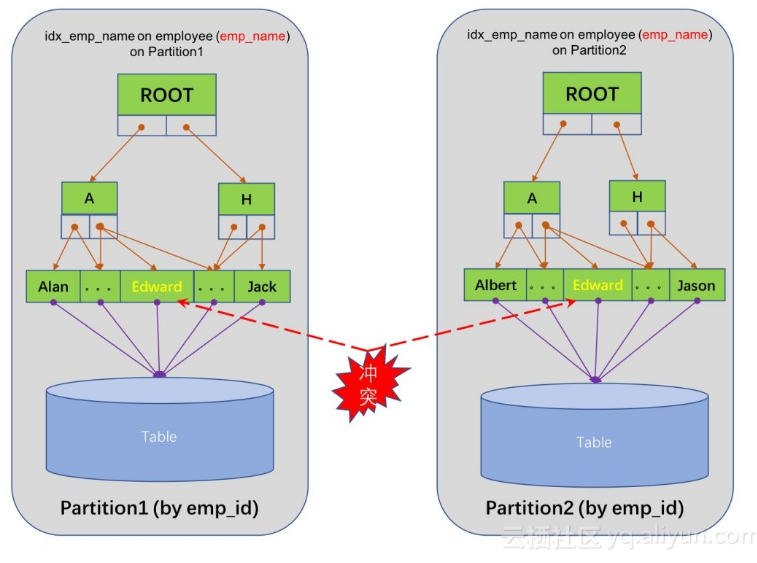 idx_emp_name on employee (emp_name)
on Partition1
ROOT
A
H
Alan
. . .
Edward
. . .
Jack
Table
Partition1 (by emp_id)
冲
突
idx_emp_name on employee (emp_name)
on Partition2
ROOT
A
H
Albert
. . .
Edward
. . .
Jason
Table
Partition2 (by emp_id)
云栖社区 yq.aliyun.com